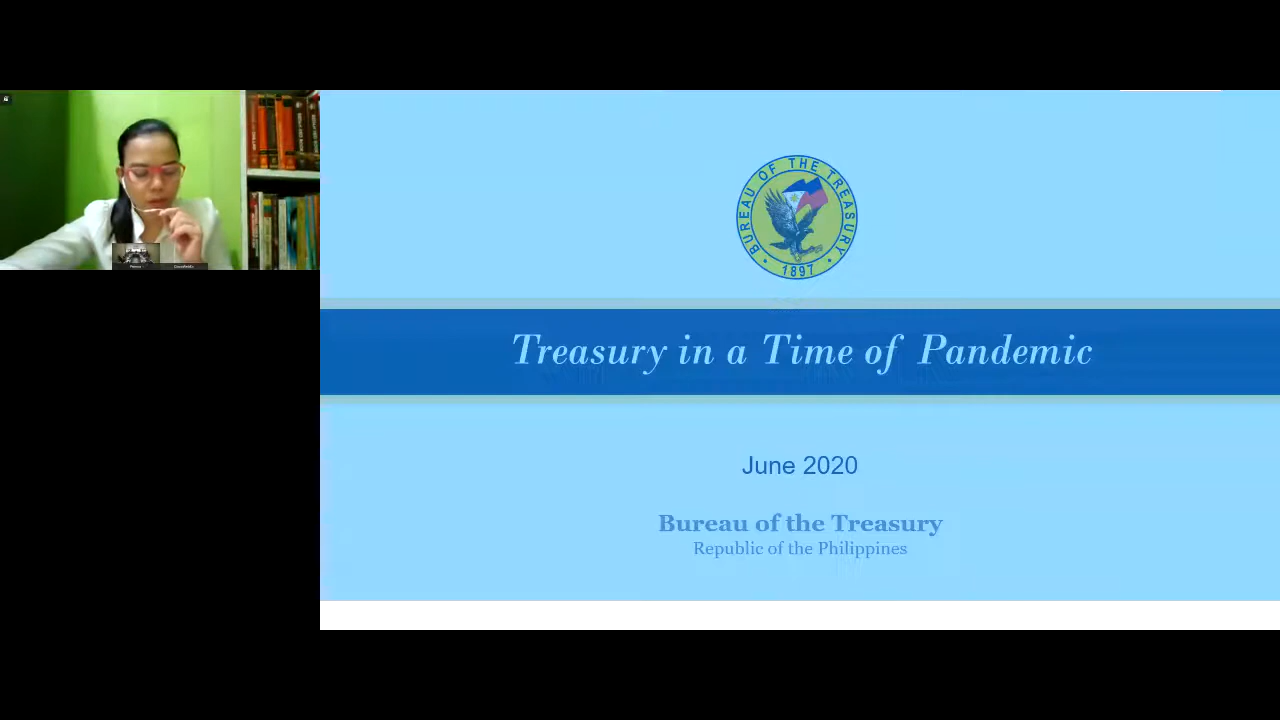 BUREAU OF THE TREASURY
1897
Treasury in a Time of Pandemic
June 2020
Bureau of the Treasury
Republic of the Philippines